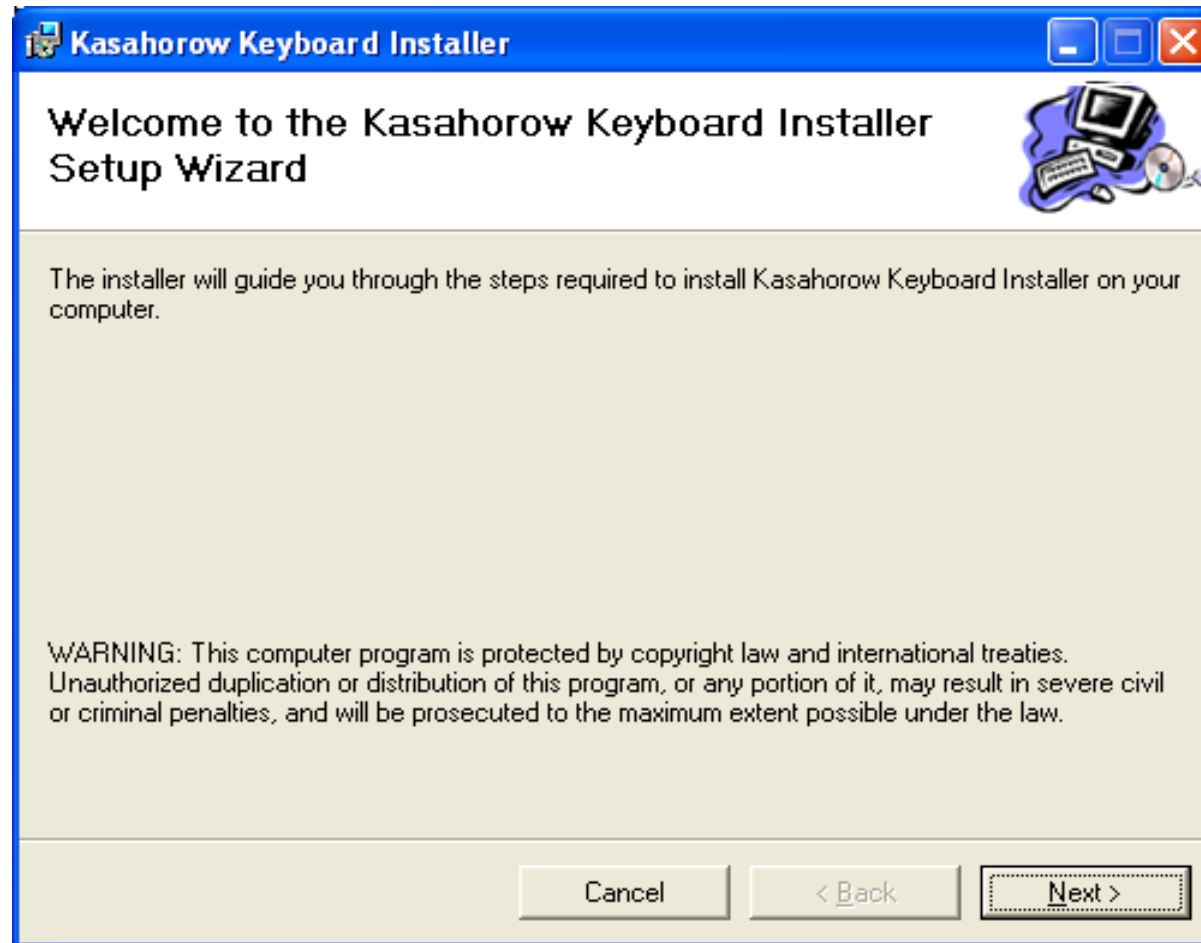 Kasahorow Keyboard Installer
Welcome to the Kasahorow Keyboard Installer
Setup Wizard
The installer will guide you through the steps required to install Kasahorow Keyboard Installer on your
computer.
WARNING: This computer program is protected by copyright law and international treaties.
Unauthorized duplication or distribution of this program, or any portion of it, may result in severe civil
or criminal penalties, and will be prosecuted to the maximum extent possible under the law.
Cancel < Back Next >